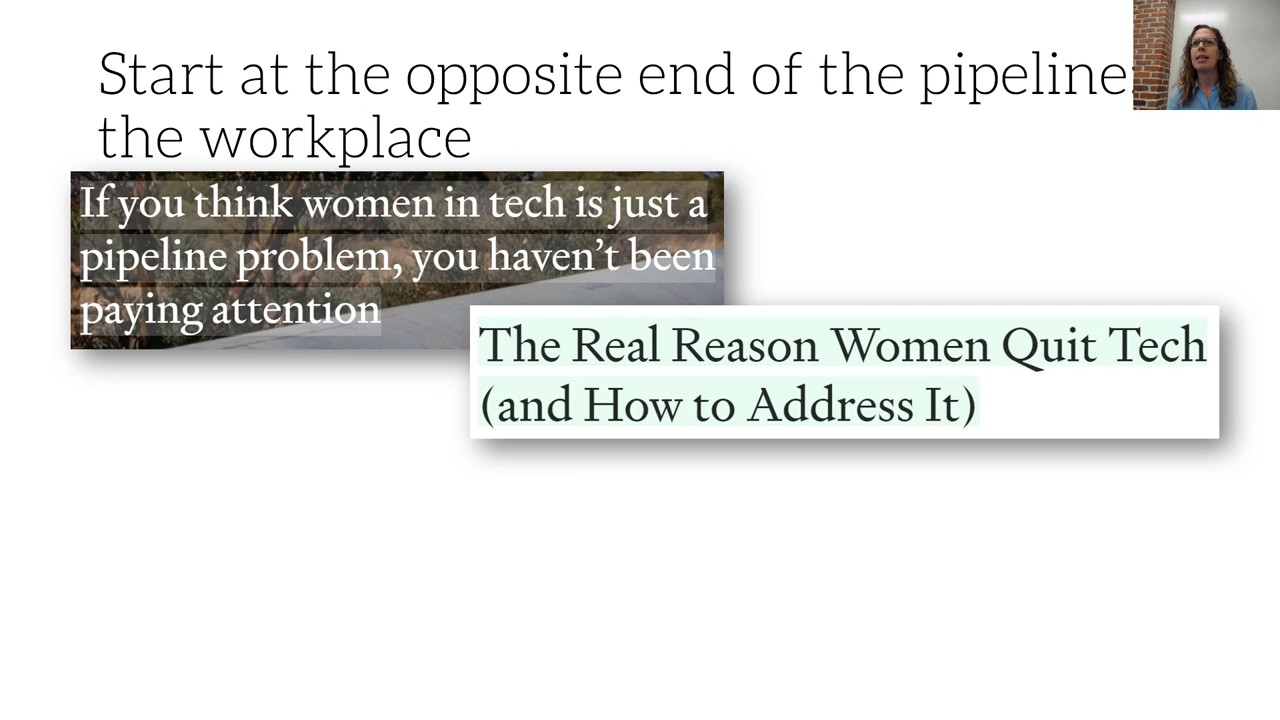 Start at the opposite end of the pipeline:
the workplace
If you think women in tech is just a
pipeline problem, you haven’t been
paying attention
The Real Reason Women Quit Tech
(and How to Address It)